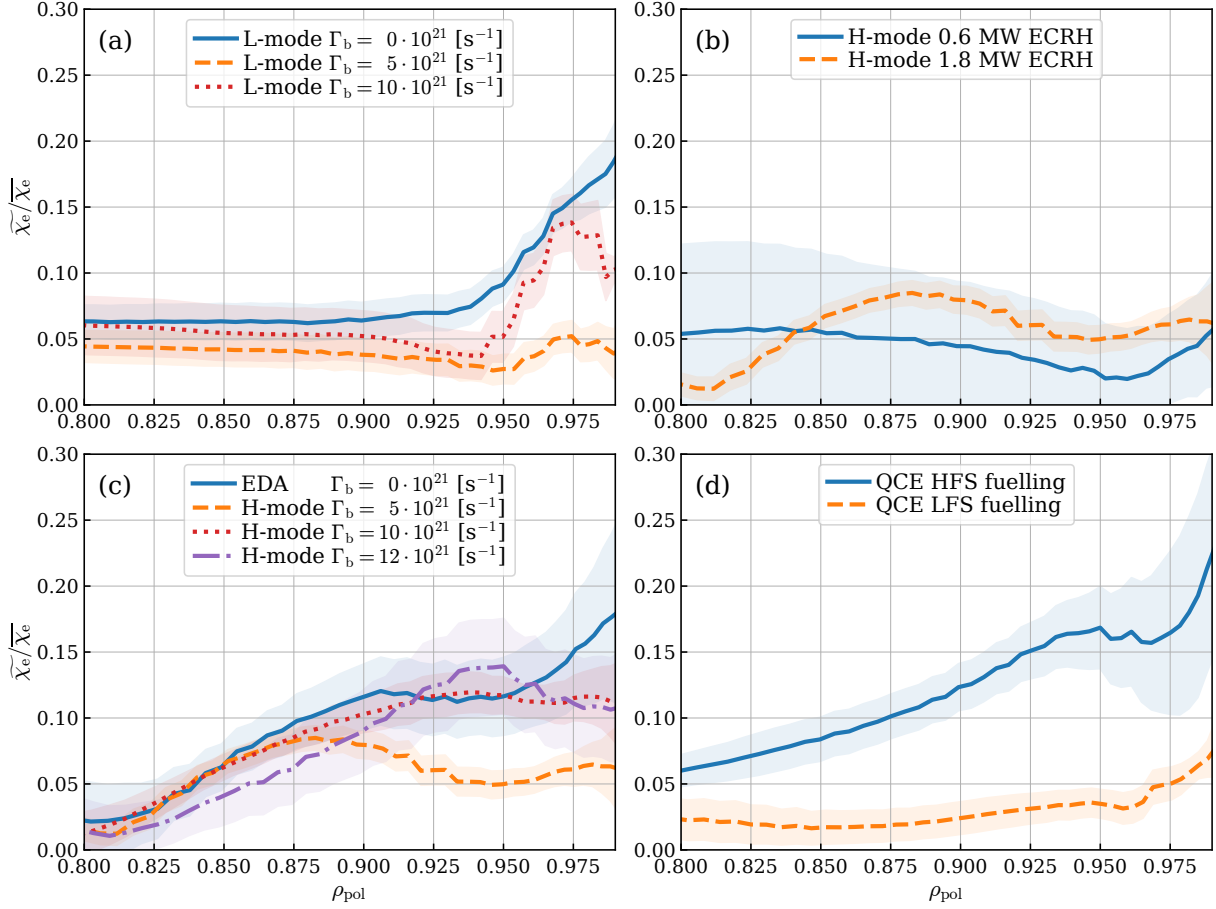 (a)
L-mode Γb = 0 · 10²¹ [s⁻¹]
L-mode Γb = 5 · 10²¹ [s⁻¹]
L-mode Γb = 10 · 10²¹ [s⁻¹]
0.30
0.25
0.20
0.15
0.10
0.05
0.00
χ̃e/χ̅e
0.800 0.825 0.850 0.875 0.900 0.925 0.950 0.975
(b)
H-mode 0.6 MW ECRH
H-mode 1.8 MW ECRH
0.30
0.25
0.20
0.15
0.10
0.05
0.00
0.800 0.825 0.850 0.875 0.900 0.925 0.950 0.975
(c)
EDA Γb = 0 · 10²¹ [s⁻¹]
H-mode Γb = 5 · 10²¹ [s⁻¹]
H-mode Γb = 10 · 10²¹ [s⁻¹]
H-mode Γb = 12 · 10²¹ [s⁻¹]
0.30
0.25
0.20
0.15
0.10
0.05
0.00
χ̃e/χ̅e
0.800 0.825 0.850 0.875 0.900 0.925 0.950 0.975
ρpol
(d)
QCE HFS fuelling
QCE LFS fuelling
0.30
0.25
0.20
0.15
0.10
0.05
0.00
0.800 0.825 0.850 0.875 0.900 0.925 0.950 0.975
ρpol